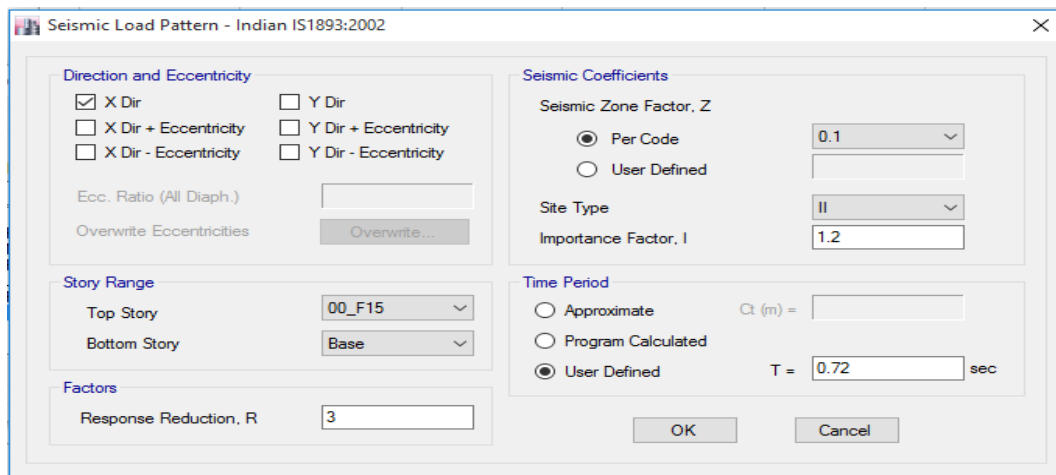 Seismic Load Pattern - Indian IS1893:2002
Direction and Eccentricity
X Dir
Y Dir
X Dir + Eccentricity
Y Dir + Eccentricity
X Dir - Eccentricity
Y Dir - Eccentricity
Ecc. Ratio (All Diaph.)
Overwrite Eccentricities
Overwrite...
Story Range
Top Story
00_F15
Bottom Story
Base
Factors
Response Reduction, R
3
Seismic Coefficients
Seismic Zone Factor, Z
Per Code
0.1
User Defined
Site Type
II
Importance Factor, I
1.2
Time Period
Approximate
Ct (m) =
Program Calculated
User Defined
T =
0.72
sec
OK
Cancel